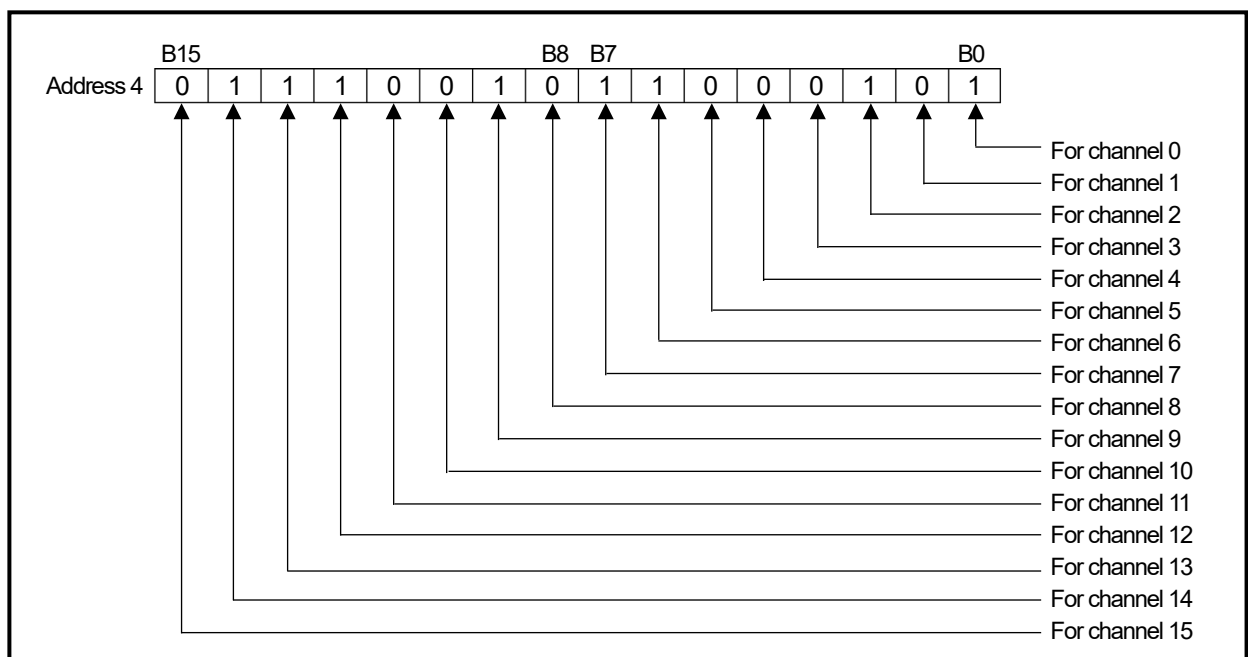 B15 B8 B7 B0
Address 4 0 1 1 1 0 0 1 0 1 1 0 0 0 1 0 1
For channel 0
For channel 1
For channel 2
For channel 3
For channel 4
For channel 5
For channel 6
For channel 7
For channel 8
For channel 9
For channel 10
For channel 11
For channel 12
For channel 13
For channel 14
For channel 15